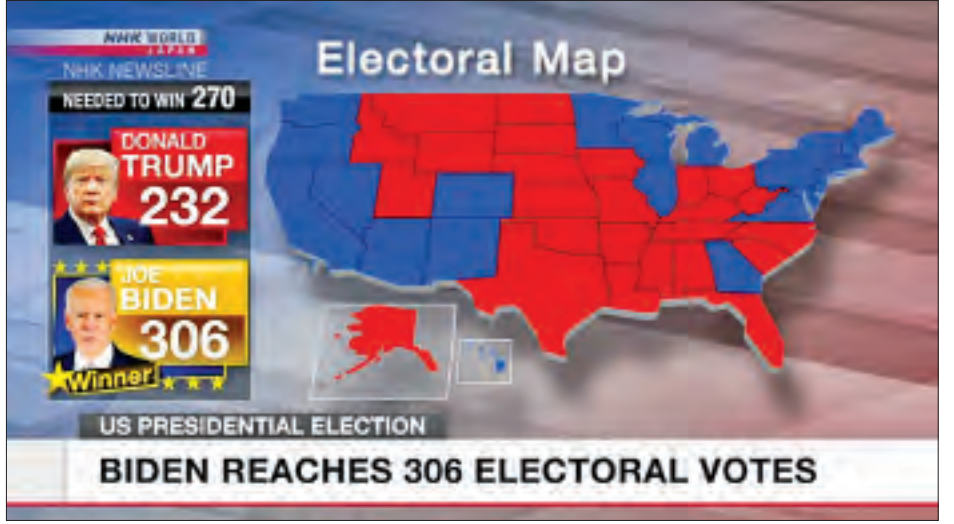 NHK WORLD
JAPAN
NHK NEWSLINE
Electoral Map
NEEDED TO WIN 270
DONALD
TRUMP
232
JOE
BIDEN
306
Winner
US PRESIDENTIAL ELECTION
BIDEN REACHES 306 ELECTORAL VOTES